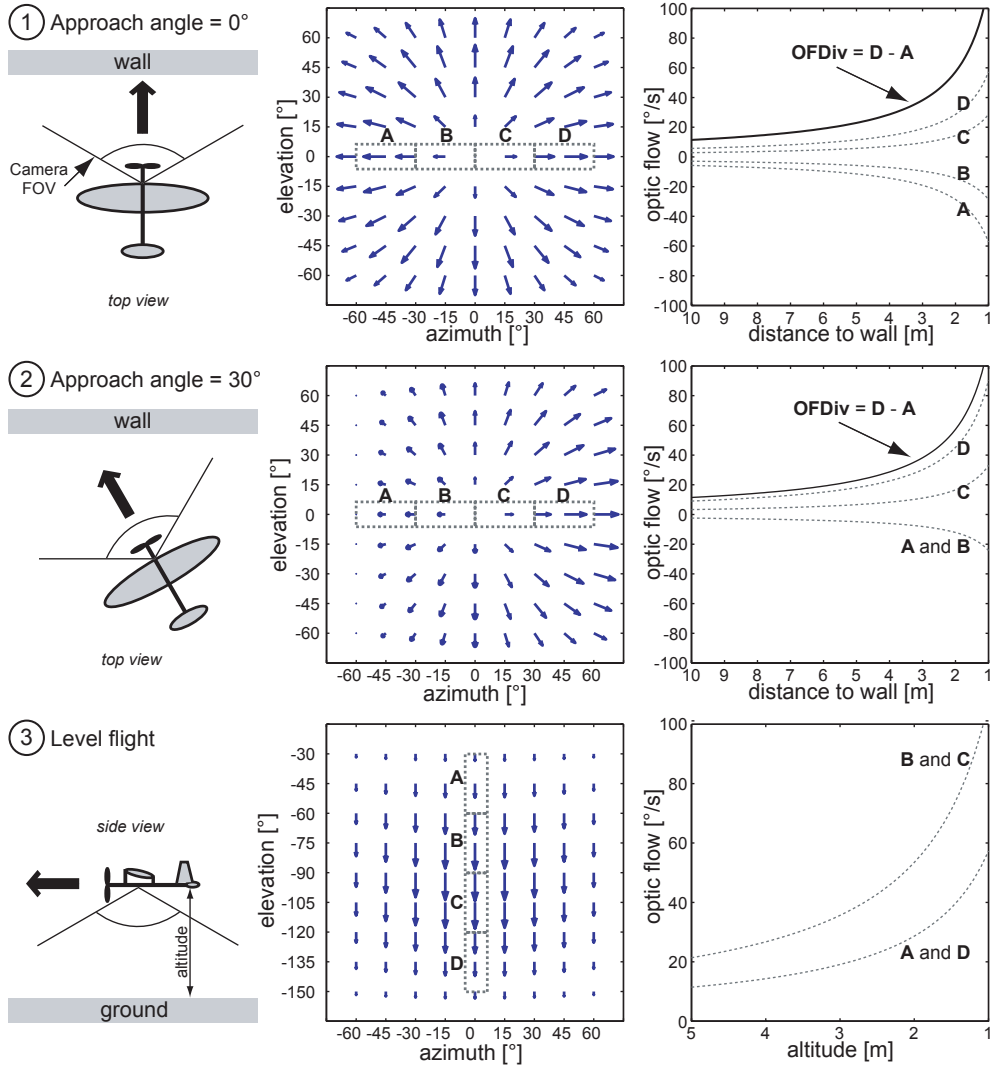 1 Approach angle = 0°
wall
Camera
FOV
top view
elevation [°]
60
45
30
15
0
-15
-30
-45
-60
A B C D
-60 -45 -30 -15 0 15 30 45 60
azimuth [°]
optic flow [°/s]
100
80
60
40
20
0
- 20
- 40
-60
- 80
-100
OFDiv = D - A
D
C
B
A
10 9 8 7 6 5 4 3 2 1
distance to wall [m]
2 Approach angle = 30°
wall
top view
elevation [°]
60
45
30
15
0
-15
-30
-45
-60
A B C D
-60 -45 -30 -15 0 15 30 45 60
azimuth [°]
optic flow [°/s]
100
80
60
40
20
0
-20
- 40
- 60
- 80
-100
OFDiv = D - A
D
C
A and B
10 9 8 7 6 5 4 3 2 1
distance to wall [m]
3 Level flight
side view
altitude
ground
elevation [°]
-30
-45
-60
-75
-90
-105
-120
-135
-150
A
B
C
D
-60 -45 -30 -15 0 15 30 45 60
azimuth [°]
optic flow [°/s]
100
80
60
40
20
0
B and C
A and D
5 4 3 2 1
altitude [m]